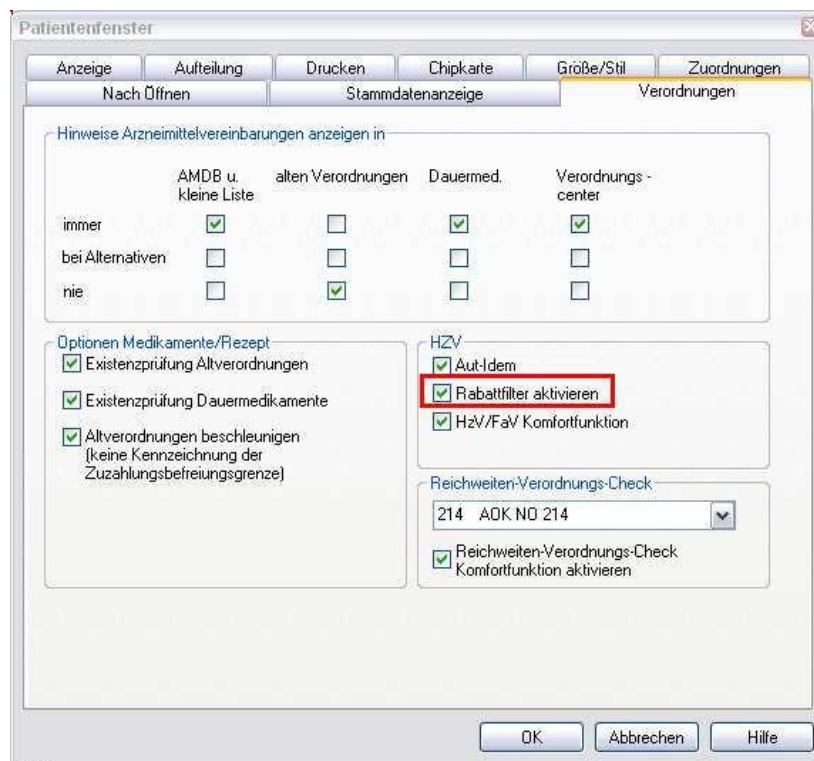 Patientenfenster
Anzeige Aufteilung Drucken Chipkarte Größe/Stil Zuordnungen
Nach Öffnen Stammdatenanzeige Verordnungen
Hinweise Arzneimittelvereinbarungen anzeigen in
AMDB u. kleine Liste
alten Verordnungen
Dauermed.
Verordnungs - center
immer
bei Alternativen
nie
Optionen Medikamente/Rezept
Existenzprüfung Altverordnungen
Existenzprüfung Dauermedikamente
Altverordnungen beschleunigen
(keine Kennzeichnung der
Zuzahlungsbefreiungsgrenze)
HZV
Aut-Idem
Rabattfilter aktivieren
HzV/FaV Komfortfunktion
Reichweiten-Verordnungs-Check
214 AOK NO 214
Reichweiten-Verordnungs-Check
Komfortfunktion aktivieren
OK Abbrechen Hilfe